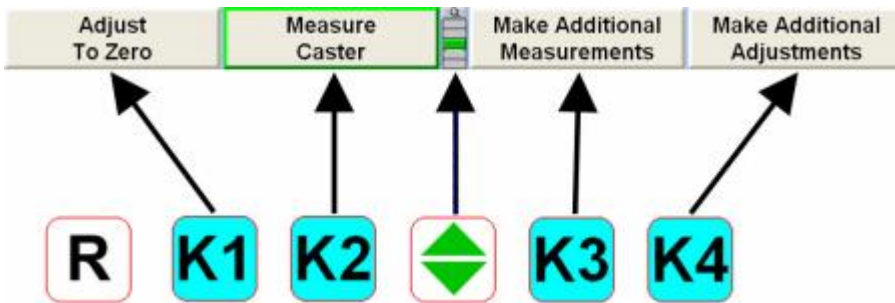 Adjust
To Zero
Measure
Caster
Make Additional
Measurements
Make Additional
Adjustments
R
K1
K2
K3
K4